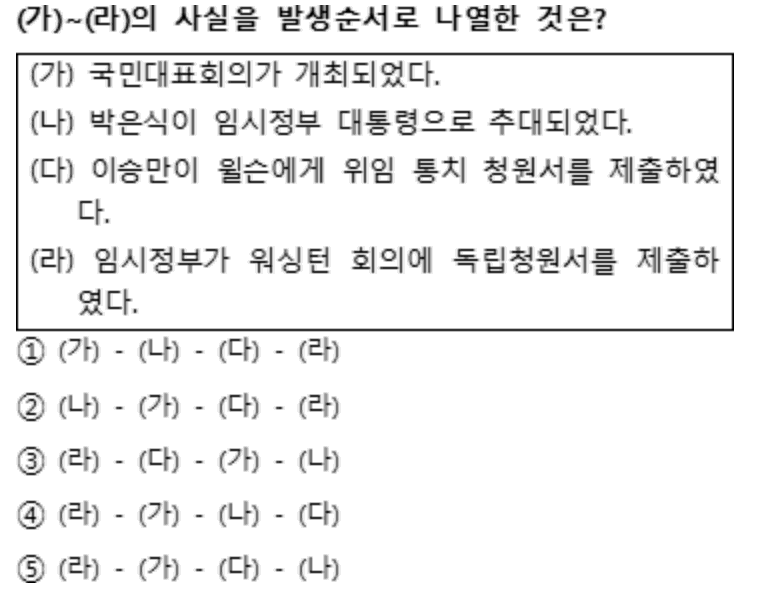 (가)~(라)의 사실을 발생순서로 나열한 것은?
(가) 국민대표회의가 개최되었다.
(나) 박은식이 임시정부 대통령으로 추대되었다.
(다) 이승만이 윌슨에게 위임 통치 청원서를 제출하였
다.
(라) 임시정부가 워싱턴 회의에 독립청원서를 제출하
였다.
① (가) - (나) - (다) - (라)
② (나) - (가) - (다) - (라)
③ (라) - (다) - (가) - (나)
④ (라) - (가) - (나) - (다)
⑤ (라) - (가) - (다) - (나)